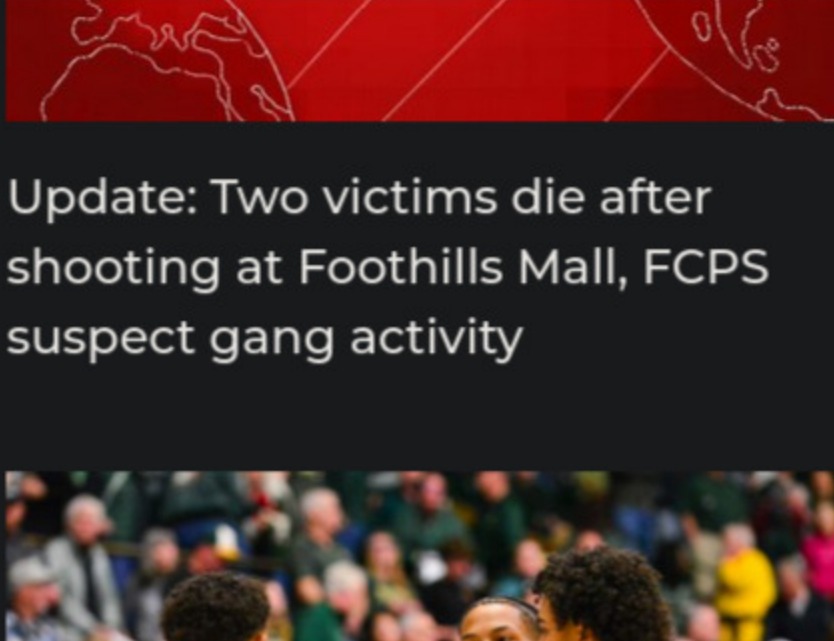 Update: Two victims die after
shooting at Foothills Mall, FCPS
suspect gang activity